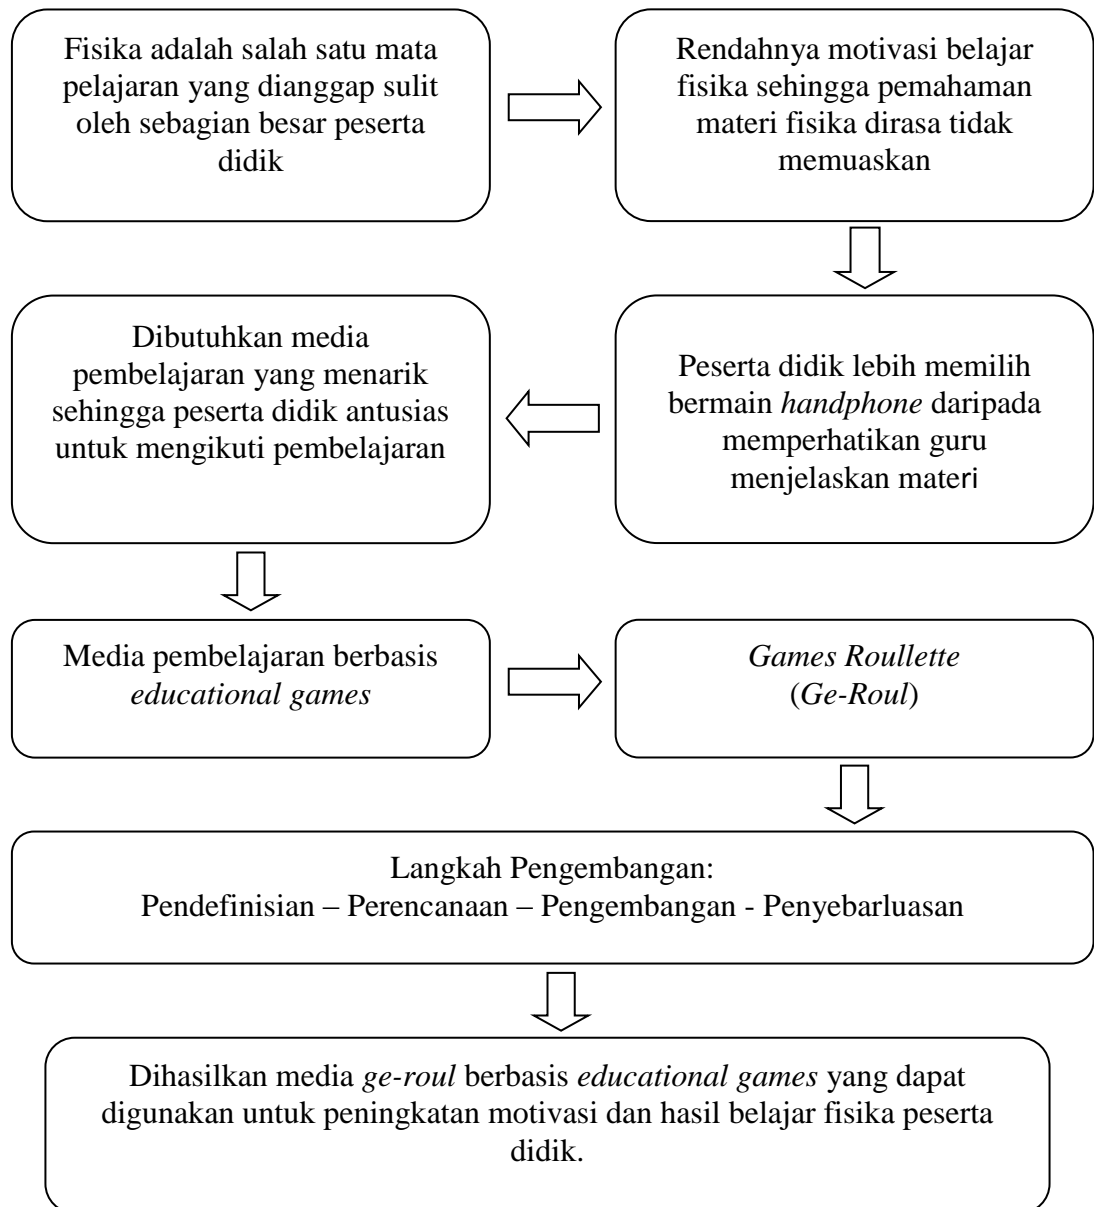 Fisika adalah salah satu mata
pelajaran yang dianggap sulit
oleh sebagian besar peserta
didik
Rendahnya motivasi belajar
fisika sehingga pemahaman
materi fisika dirasa tidak
memuaskan
Peserta didik lebih memilih
bermain handphone daripada
memperhatikan guru
menjelaskan materi
Dibutuhkan media
pembelajaran yang menarik
sehingga peserta didik antusias
untuk mengikuti pembelajaran
Media pembelajaran berbasis
educational games
Games Roullette
(Ge-Roul)
Langkah Pengembangan:
Pendefinisian – Perencanaan – Pengembangan - Penyebarluasan
Dihasilkan media ge-roul berbasis educational games yang dapat
digunakan untuk peningkatan motivasi dan hasil belajar fisika peserta
didik.